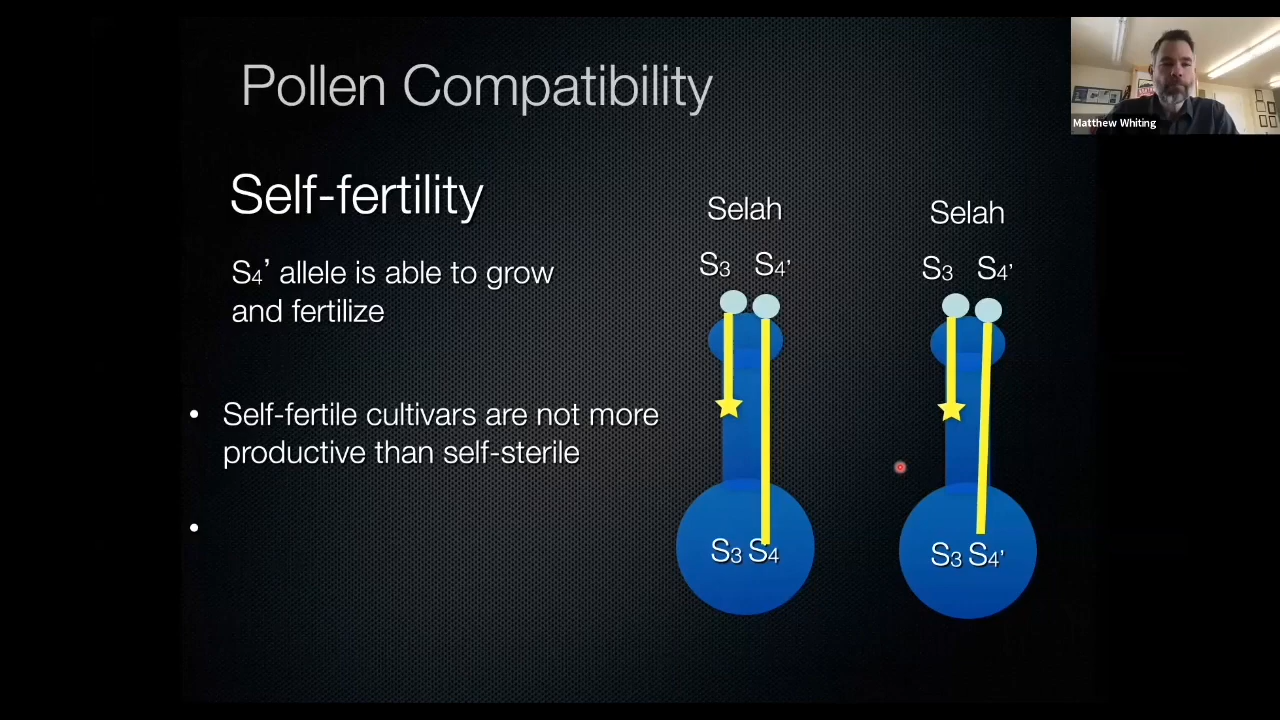 Pollen Compatibility
Matthew Whiting
Self-fertility
S4’ allele is able to grow
and fertilize
• Self-fertile cultivars are not more
productive than self-sterile
•
Selah
S3 S4’
S3 S4
Selah
S3 S4’
S3 S4’